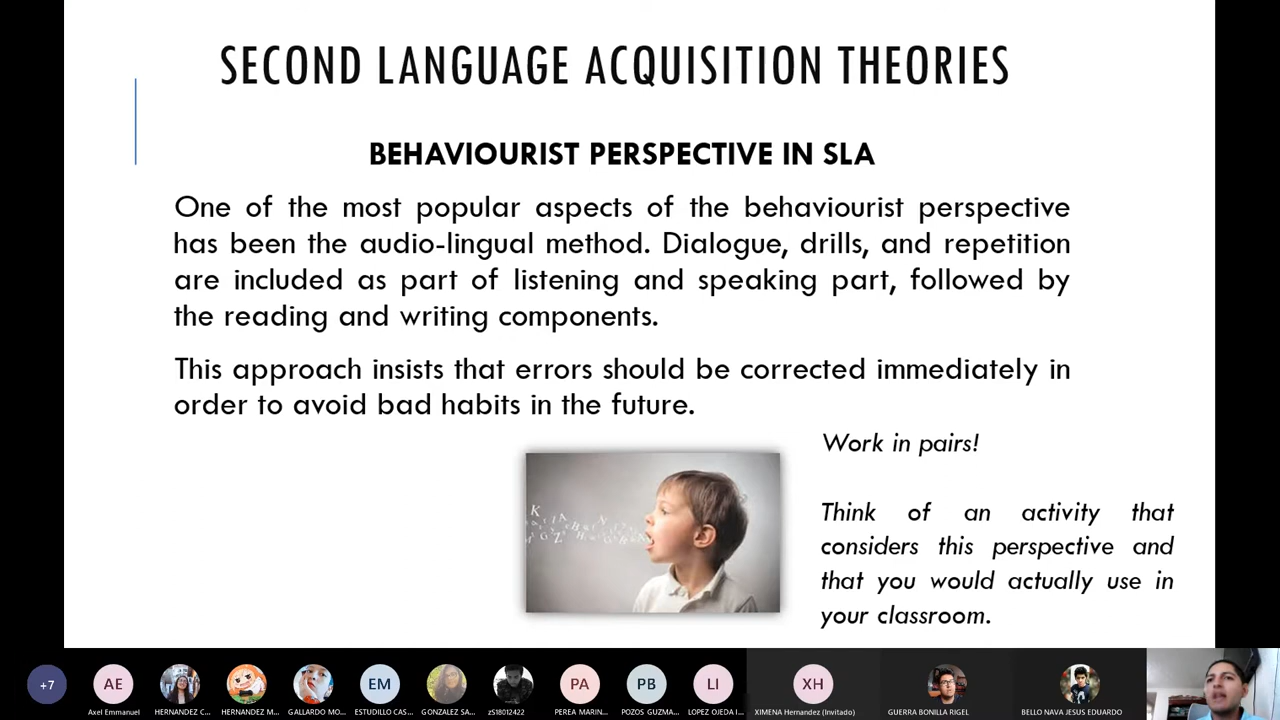 SECOND LANGUAGE ACQUISITION THEORIES
BEHAVIOURIST PERSPECTIVE IN SLA
One of the most popular aspects of the behaviourist perspective
has been the audio-lingual method. Dialogue, drills, and repetition
are included as part of listening and speaking part, followed by
the reading and writing components.
This approach insists that errors should be corrected immediately in
order to avoid bad habits in the future.
Work in pairs!
Think of an activity that
considers this perspective and
that you would actually use in
your classroom.
+7
AE
EM
PA
PB
LI
XH
Axel Emmanuel
HERNANDEZ C...
HERNANDEZ M...
GALLARDO MO...
ESTUDILLO CAS...
GONZALEZ SA...
zS18012422
PEREA MARIN...
POZOS GUZMA...
LOPEZ OJEDA I...
XIMENA Hernandez (Invitado)
GUERRA BONILLA RIGEL
BELLO NAVA JESUS EDUARDO